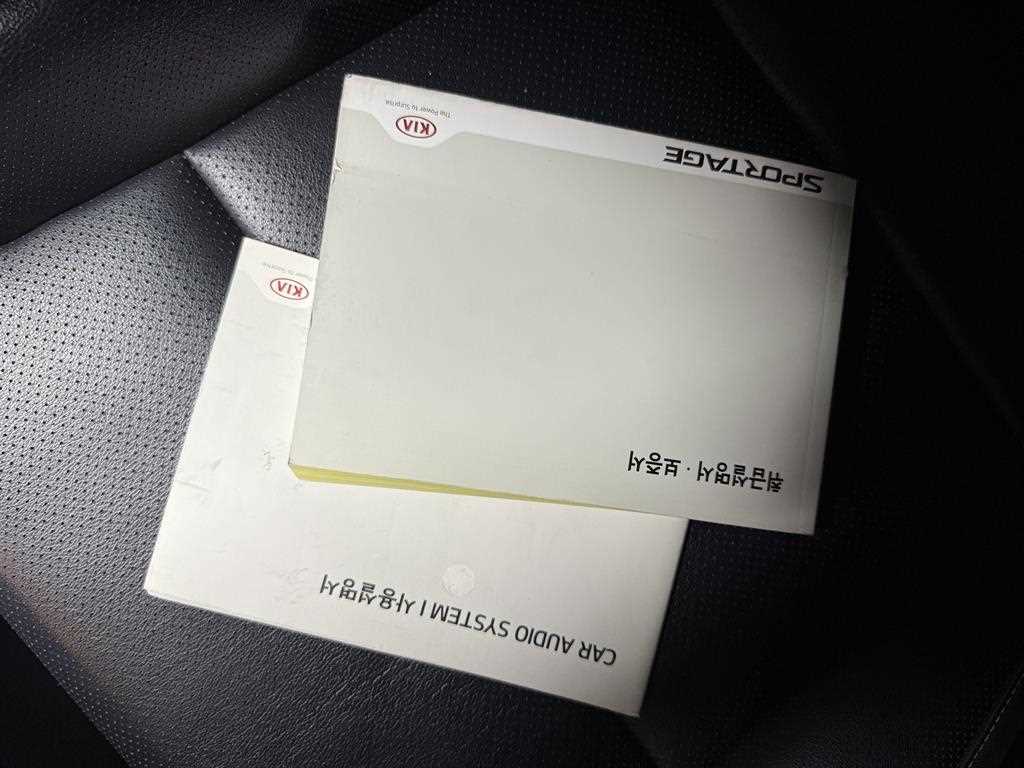 CAR AUDIO SYSTEM I 사용설명서
취급설명서 · 보증서
KIA
Power to Surprise
SPORTAGE
KIA
The Power to Surprise